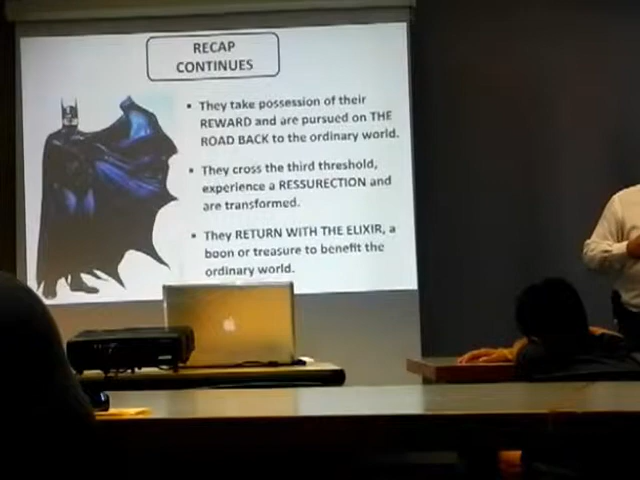 RECAP
CONTINUES
• They take possession of their
REWARD and are pursued on THE
ROAD BACK to the ordinary world.
• They cross the third threshold,
experience a RESSURECTION and
are transformed.
• They RETURN WITH THE ELIXIR, a
boon or treasure to benefit the
ordinary world.